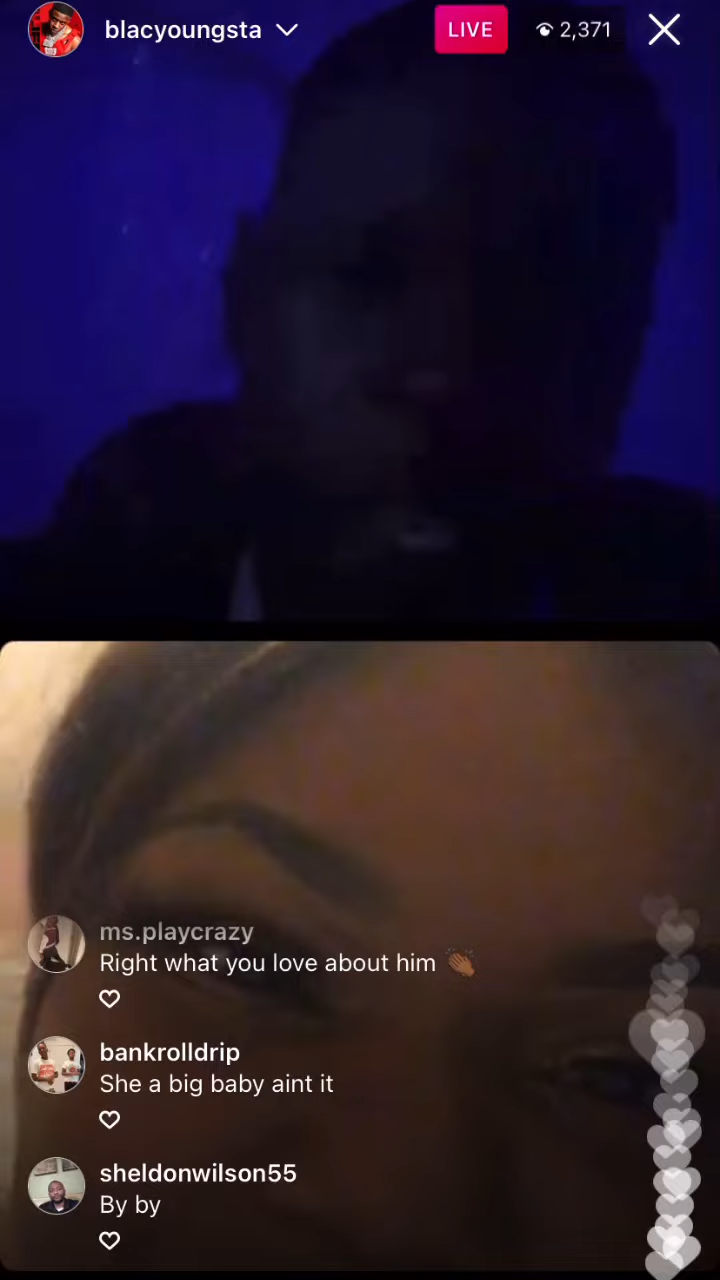 blacyoungsta
LIVE
2,371
ms.playcrazy
Right what you love about him 👏🏾
bankrolldrip
She a big baby aint it
sheldonwilson55
By by